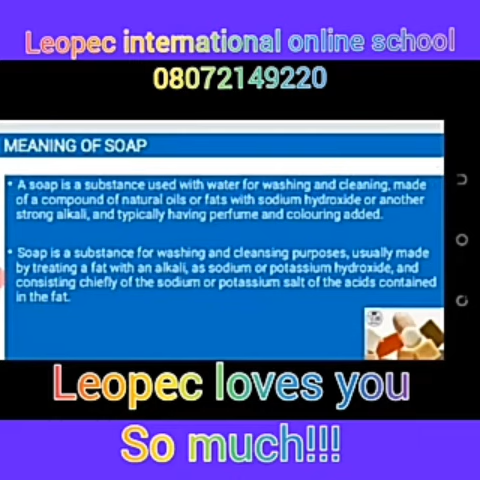 Leopec international online school
08072149220
MEANING OF SOAP
• A soap is a substance used with water for washing and cleaning, made
of a compound of natural oils or fats with sodium hydroxide or another
strong alkali, and typically having perfume and colouring added.
• Soap is a substance for washing and cleansing purposes, usually made
by treating a fat with an alkali, as sodium or potassium hydroxide, and
consisting chiefly of the sodium or potassium salt of the acids contained
in the fat.
Leopec loves you
So much!!!